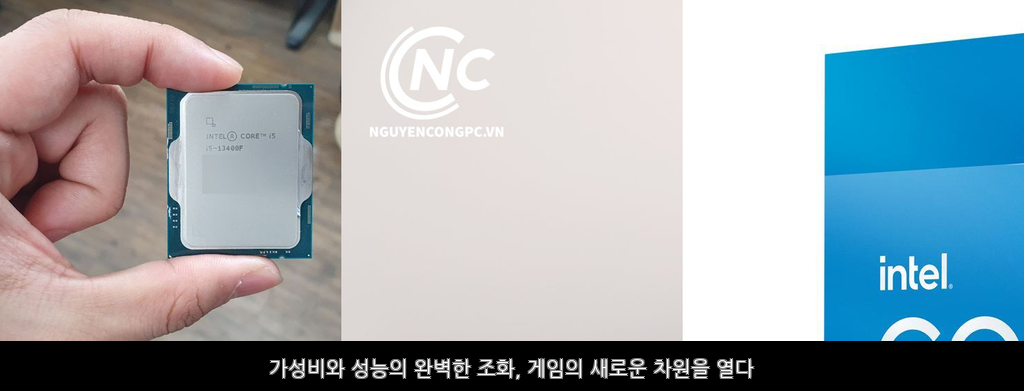 INTEL® CORE™ i5
i5-13400F
NC
NGUYENCONGPC.VN
intel.
CO
가성비와 성능의 완벽한 조화, 게임의 새로운 차원을 열다